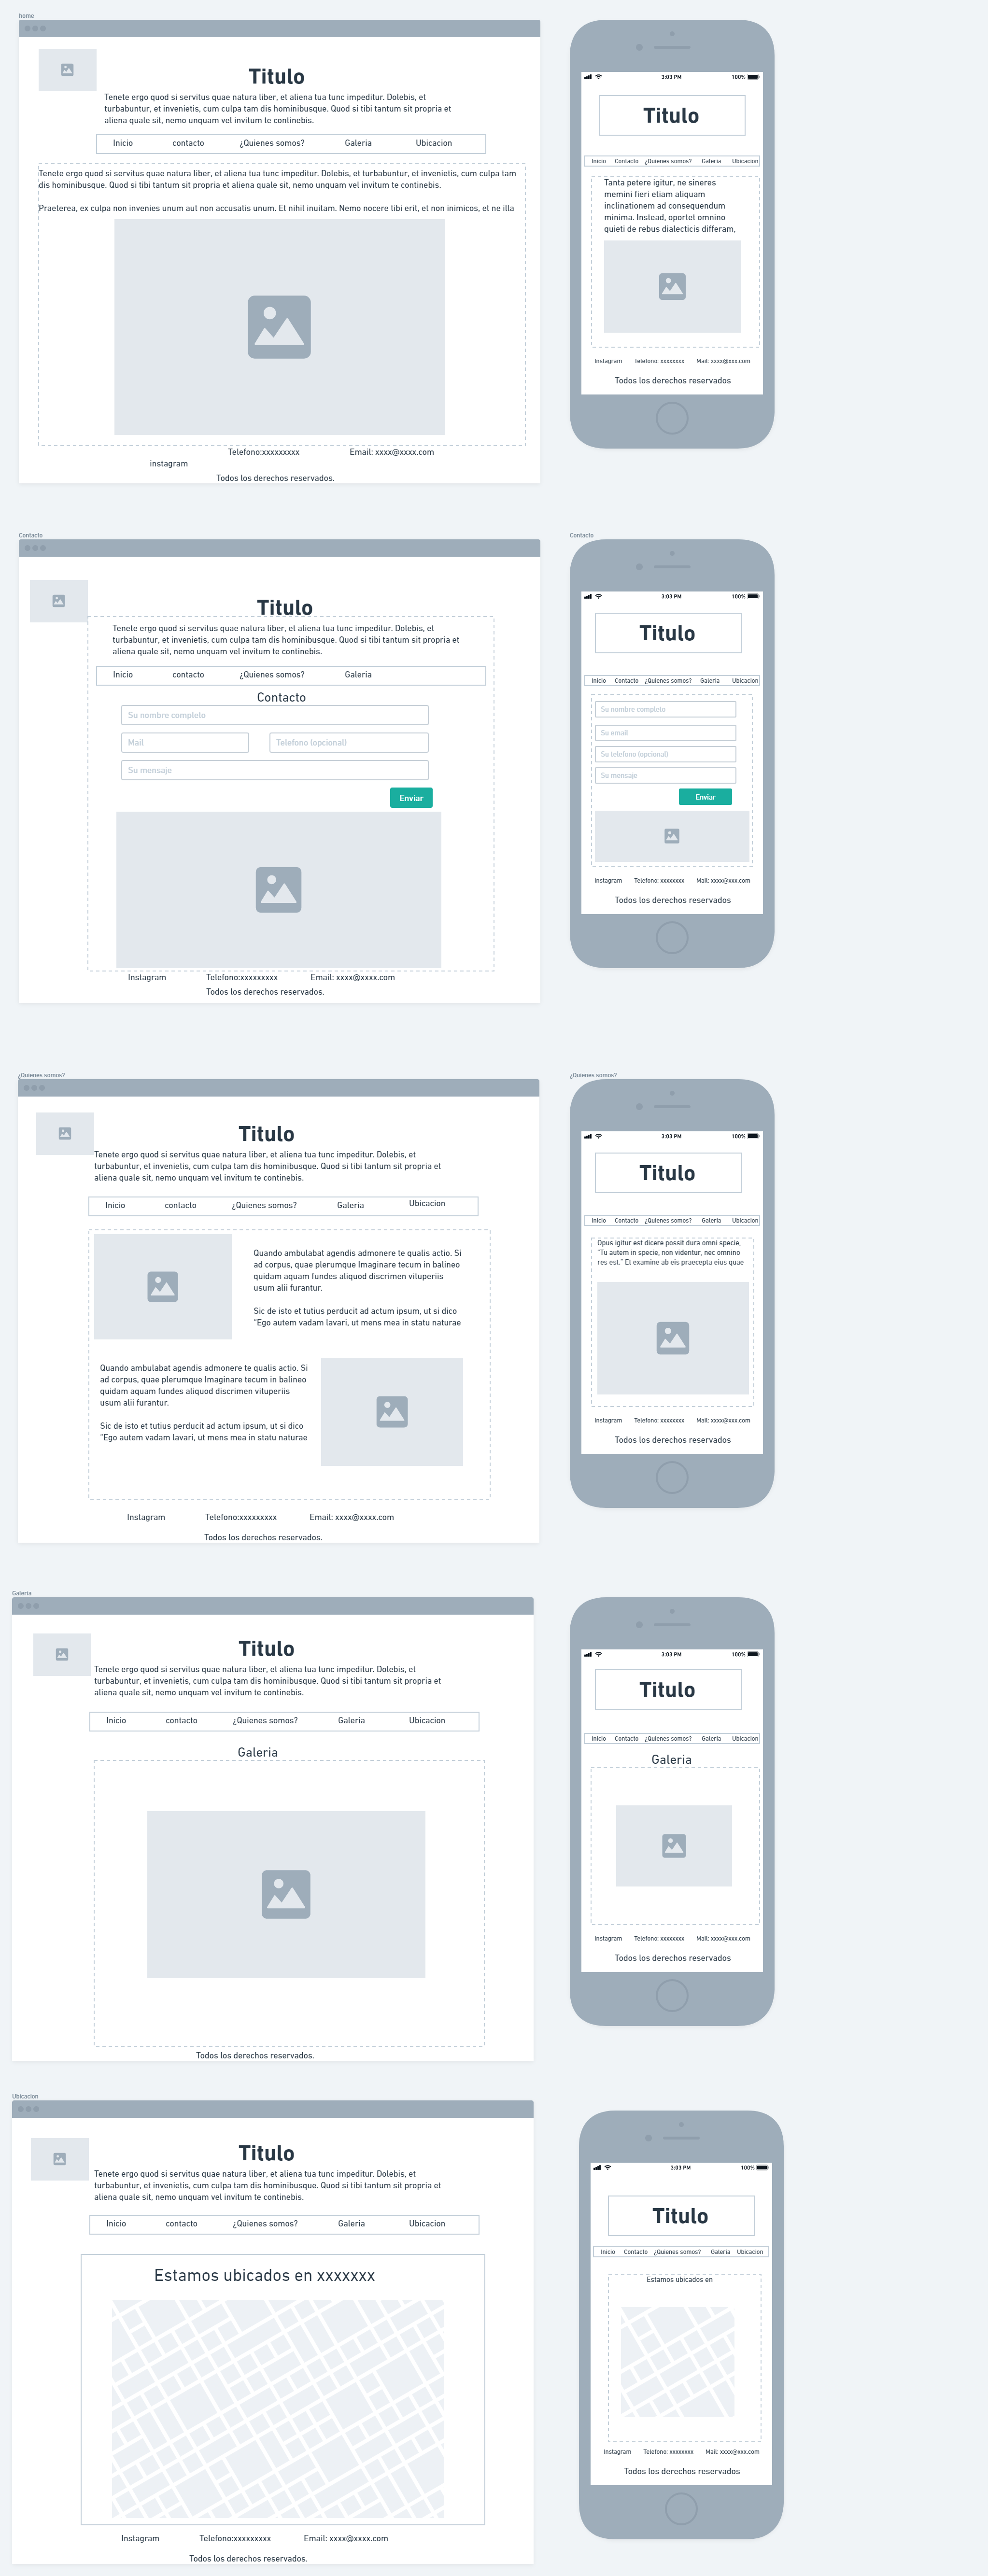 home
Titulo
Tenete ergo quod si servitus quae natura liber, et aliena tua tunc impeditur. Dolebis, et
turbabuntur, et invenietis, cum culpa tam dis hominibusque. Quod si tibi tantum sit propria et
aliena quale sit, nemo unquam vel invitum te continebis.
Inicio contacto ¿Quienes somos? Galeria Ubicacion
Tenete ergo quod si servitus quae natura liber, et aliena tua tunc impeditur. Dolebis, et turbabuntur, et invenietis, cum culpa tam
dis hominibusque. Quod si tibi tantum sit propria et aliena quale sit, nemo unquam vel invitum te continebis.
Praeterea, ex culpa non invenies unum aut non accusatis unum. Et nihil inuitam. Nemo nocere tibi erit, et non inimicos, et ne illa
Telefono:xxxxxxxxx Email: xxxx@xxxx.com
instagram
Todos los derechos reservados.
3:03 PM 100%
Titulo
Inicio Contacto ¿Quienes somos? Galeria Ubicacion
Tanta petere igitur, ne sineres
memini fieri etiam aliquam
inclinationem ad consequendum
minima. Instead, oportet omnino
quieti de rebus dialecticis differam,
Instagram Telefono: xxxxxxxx Mail: xxxx@xxx.com
Todos los derechos reservados
Contacto
Titulo
Tenete ergo quod si servitus quae natura liber, et aliena tua tunc impeditur. Dolebis, et
turbabuntur, et invenietis, cum culpa tam dis hominibusque. Quod si tibi tantum sit propria et
aliena quale sit, nemo unquam vel invitum te continebis.
Inicio contacto ¿Quienes somos? Galeria
Contacto
Su nombre completo
Mail Telefono (opcional)
Su mensaje
Enviar
Instagram Telefono:xxxxxxxxx Email: xxxx@xxxx.com
Todos los derechos reservados.
Contacto
3:03 PM 100%
Titulo
Inicio Contacto ¿Quienes somos? Galeria Ubicacion
Su nombre completo
Su email
Su telefono (opcional)
Su mensaje
Enviar
Instagram Telefono: xxxxxxxx Mail: xxxx@xxx.com
Todos los derechos reservados
¿Quienes somos?
Titulo
Tenete ergo quod si servitus quae natura liber, et aliena tua tunc impeditur. Dolebis, et
turbabuntur, et invenietis, cum culpa tam dis hominibusque. Quod si tibi tantum sit propria et
aliena quale sit, nemo unquam vel invitum te continebis.
Inicio contacto ¿Quienes somos? Galeria Ubicacion
Quando ambulabat agendis admonere te qualis actio. Si
ad corpus, quae plerumque Imaginare tecum in balineo
quidam aquam fundes aliquod discrimen vituperiis
usum alii furantur.
Sic de isto et tutius perducit ad actum ipsum, ut si dico
"Ego autem vadam lavari, ut mens mea in statu naturae
Quando ambulabat agendis admonere te qualis actio. Si
ad corpus, quae plerumque Imaginare tecum in balineo
quidam aquam fundes aliquod discrimen vituperiis
usum alii furantur.
Sic de isto et tutius perducit ad actum ipsum, ut si dico
"Ego autem vadam lavari, ut mens mea in statu naturae
Instagram Telefono:xxxxxxxxx Email: xxxx@xxxx.com
Todos los derechos reservados.
¿Quienes somos?
3:03 PM 100%
Titulo
Inicio Contacto ¿Quienes somos? Galeria Ubicacion
Opus igitur est dicere possit dura omni specie,
"Tu autem in specie, non videntur, nec omnino
res est." Et examine ab eis praecepta eius quae
Instagram Telefono: xxxxxxxx Mail: xxxx@xxx.com
Todos los derechos reservados
Galeria
Titulo
Tenete ergo quod si servitus quae natura liber, et aliena tua tunc impeditur. Dolebis, et
turbabuntur, et invenietis, cum culpa tam dis hominibusque. Quod si tibi tantum sit propria et
aliena quale sit, nemo unquam vel invitum te continebis.
Inicio contacto ¿Quienes somos? Galeria Ubicacion
Galeria
Todos los derechos reservados.
3:03 PM 100%
Titulo
Inicio Contacto ¿Quienes somos? Galeria Ubicacion
Galeria
Instagram Telefono: xxxxxxxx Mail: xxxx@xxx.com
Todos los derechos reservados
Ubicacion
Titulo
Tenete ergo quod si servitus quae natura liber, et aliena tua tunc impeditur. Dolebis, et
turbabuntur, et invenietis, cum culpa tam dis hominibusque. Quod si tibi tantum sit propria et
aliena quale sit, nemo unquam vel invitum te continebis.
Inicio contacto ¿Quienes somos? Galeria Ubicacion
Estamos ubicados en xxxxxxx
Instagram Telefono:xxxxxxxxx Email: xxxx@xxxx.com
Todos los derechos reservados.
3:03 PM 100%
Titulo
Inicio Contacto ¿Quienes somos? Galeria Ubicacion
Estamos ubicados en
Instagram Telefono: xxxxxxxx Mail: xxxx@xxx.com
Todos los derechos reservados